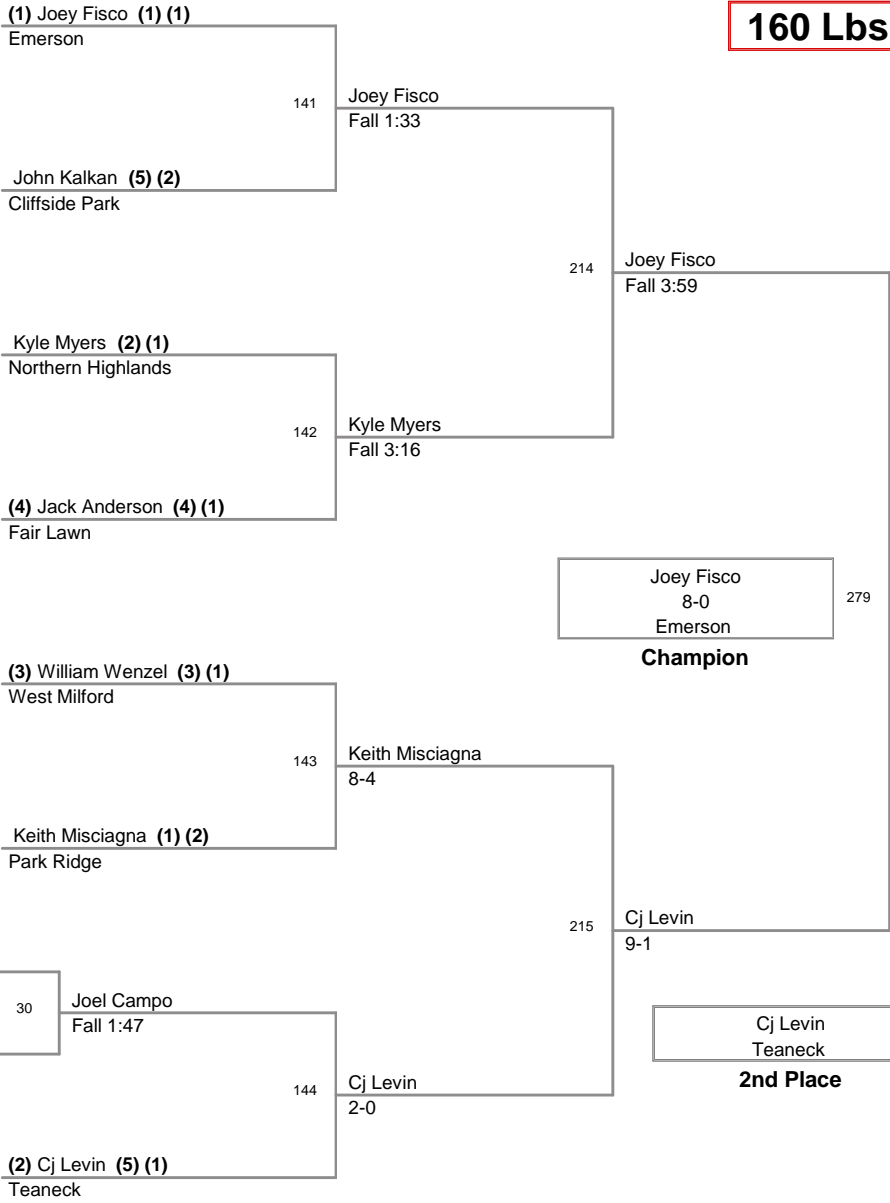 (1) Joey Fisco (1) (1)
160 Lbs
Emerson
141
Joey Fisco
Fall 1:33
John Kalkan (5) (2)
Cliffside Park
214
Joey Fisco
Fall 3:59
Kyle Myers (2) (1)
Northern Highlands
142
Kyle Myers
Fall 3:16
(4) Jack Anderson (4) (1)
Fair Lawn
Joey Fisco
8-0
Emerson
279
Champion
(3) William Wenzel (3) (1)
West Milford
143
Keith Misciagna
8-4
Keith Misciagna (1) (2)
Park Ridge
215
Cj Levin
9-1
30
Joel Campo
Fall 1:47
Cj Levin
Teaneck
2nd Place
144
Cj Levin
2-0
(2) Cj Levin (5) (1)
Teaneck